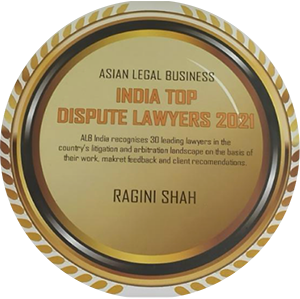 ASIAN LEGAL BUSINESS
INDIA TOP
DISPUTE LAWYERS 2021
ALB India recognises 30 leading lawyers in the
country's litigation and arbitration landscape on the basis of
their work, makret feedback and client recomendations.
RAGINI SHAH